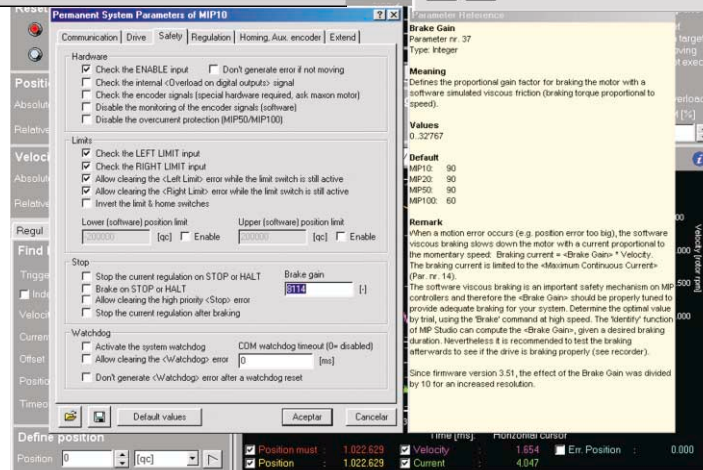 Permanent System Parameters of MIP10
Communication | Drive | Safety | Regulation | Homing, Aux. encoder | Extend
Hardware
Check the ENABLE input
Don't generate error if not moving
Check the internal <Overload on digital outputs> signal
Check the encoder signals (special hardware required, ask maxon motor)
Disable the monitoring of the encoder signals (software)
Disable the overcurrent protection (MIP50/MIP100)
Limits
Check the LEFT LIMIT input
Check the RIGHT LIMIT input
Allow clearing the <Left Limit> error while the limit switch is still active
Allow clearing the <Right Limit> error while the limit switch is still active
Invert the limit & home switches
Lower (software) position limit
Upper (software) position limit
-200000 [qc] Enable
200000 [qc] Enable
Stop
Stop the current regulation on STOP or HALT
Brake gain
Brake on STOP or HALT
8114 [-]
Allow clearing the high priority <Stop> error
Stop the current regulation after braking
Watchdog
Activate the system watchdog
COM watchdog timeout (0= disabled)
Allow clearing the <Watchdog> error
0 [ms]
Don't generate <Watchdog> error after a watchdog reset
Default values
Aceptar
Cancelar
Parameter Reference
Brake Gain
Parameter nr. 37
Type: Integer
Meaning
Defines the proportional gain factor for braking the motor with a
software simulated viscous friction (braking torque proportional to
speed).
Values
0..32767
Default
MIP10: 90
MIP20: 90
MIP50: 90
MIP100: 60
Remark
When a motion error occurs (e.g. position error too big), the software
viscous braking slows down the motor with a current proportional to
the momentary speed: Braking current = <Brake Gain> * Velocity.
The braking current is limited to the <Maximum Continuous Current>
(Par. nr. 14).
The software viscous braking is an important safety mechanism on MIP
controllers and therefore the <Brake Gain> should be properly tuned to
provide adequate braking for your system. Determine the optimal value
by trial, using the 'Brake' command at high speed. The 'Identify' function
of MIP Studio can compute the <Brake Gain>, given a desired braking
duration. Nevertheless it is recommended to test the braking
afterwards to see if the drive is braking properly (see recorder).
Since firmware version 3.51, the effect of the Brake Gain was divided
by 10 for an increased resolution.
Velocity [rotor rpm]
Regul
Define position
Position 0 [qc]
Time [ms]: Horizontal cursor
Position must : 1.022.629
Velocity : 1.654
Err. Position : 0.000
Position : 1.022.629
Current : 4.047